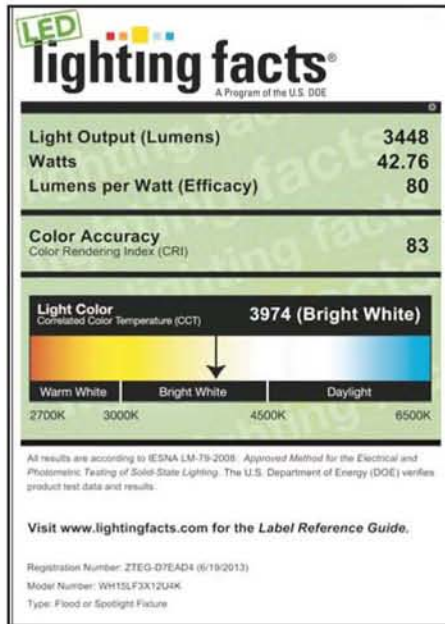 LED
lighting facts®
A Program of the U.S. DOE
Light Output (Lumens) 3448
Watts 42.76
Lumens per Watt (Efficacy) 80
Color Accuracy
Color Rendering Index (CRI) 83
Light Color
Correlated Color Temperature (CCT) 3974 (Bright White)
Warm White Bright White Daylight
2700K 3000K 4500K 6500K
All results are according to IESNA LM-79-2008: Approved Method for the Electrical and
Photometric Testing of Solid-State Lighting. The U.S. Department of Energy (DOE) verifies
product test data and results.
Visit www.lightingfacts.com for the Label Reference Guide.
Registration Number: ZTEG-D7EAD4 (6/19/2013)
Model Number: WH15LF3X12U4K
Type: Flood or Spotlight Fixture